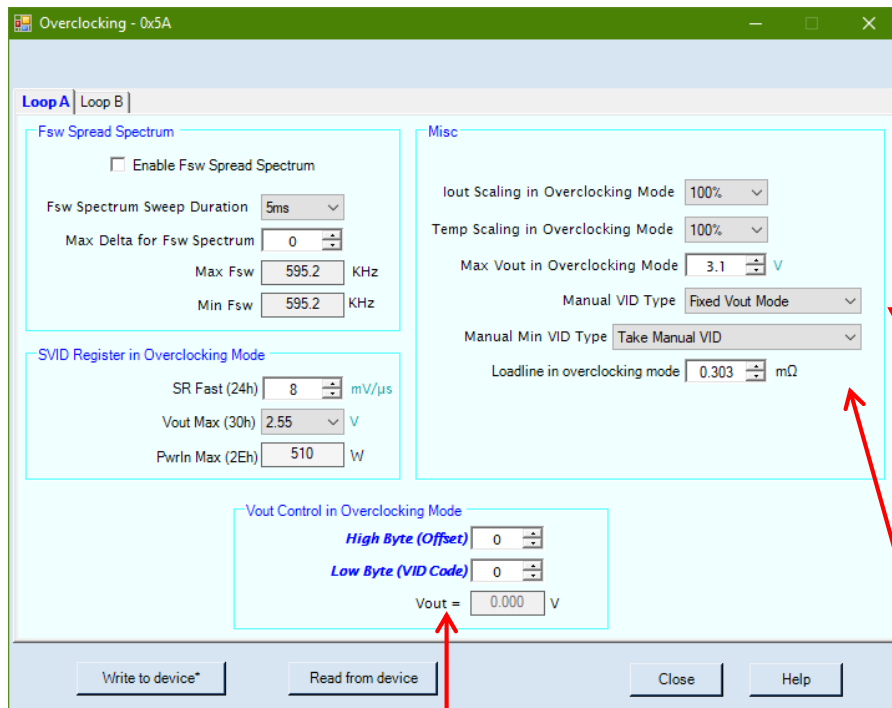 Overclocking - 0x5A
Loop A Loop B
Fsw Spread Spectrum
Enable Fsw Spread Spectrum
Fsw Spectrum Sweep Duration 5ms
Max Delta for Fsw Spectrum 0
Max Fsw 595.2 KHz
Min Fsw 595.2 KHz
SVID Register in Overclocking Mode
SR Fast (24h) 8 mV/µs
Vout Max (30h) 2.55 V
PwrIn Max (2Eh) 510 W
Misc
Iout Scaling in Overclocking Mode 100%
Temp Scaling in Overclocking Mode 100%
Max Vout in Overclocking Mode 3.1 V
Manual VID Type Fixed Vout Mode
Manual Min VID Type Take Manual VID
Loadline in overclocking mode 0.303 mΩ
Vout Control in Overclocking Mode
High Byte (Offset) 0
Low Byte (VID Code) 0
Vout = 0.000 V
Write to device* Read from device Close Help